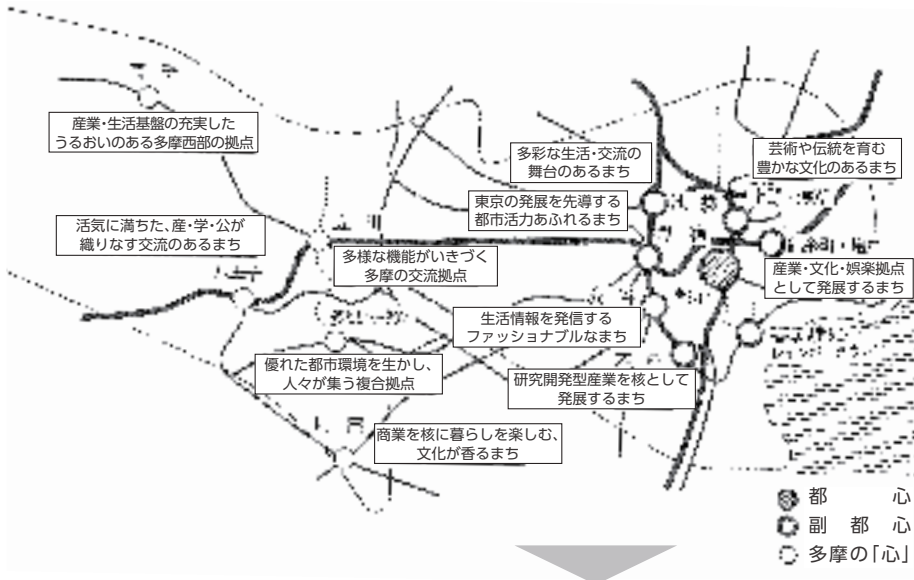 産業・生活基盤の充実した
うるおいのある多摩西部の拠点
多彩な生活・交流の
舞台のあるまち
芸術や伝統を育む
豊かな文化のあるまち
東京の発展を先導する
都市活力あふれるまち
活気に満ちた、産・学・公が
織りなす交流のあるまち
多様な機能がいきづく
多摩の交流拠点
産業・文化・娯楽拠点
として発展するまち
生活情報を発信する
ファッショナブルなまち
優れた都市環境を生かし、
人々が集う複合拠点
研究開発型産業を核として
発展するまち
商業を核に暮らしを楽しむ、
文化が香るまち
都心
副都心
多摩の「心」